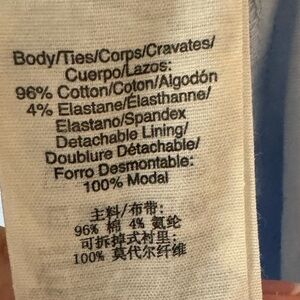 Body/Ties/Corps/Cravates/
Cuerpo/Lazos:
96% Cotton/Coton/Algodón
4% Elastane/Élasthanne/
Elastano/Spandex
Detachable Lining/
Doublure Détachable/
Forro Desmontable:
100% Modal
主料/布带:
96% 棉 4% 氨纶
可拆掉式衬里:
100% 莫代尔纤维